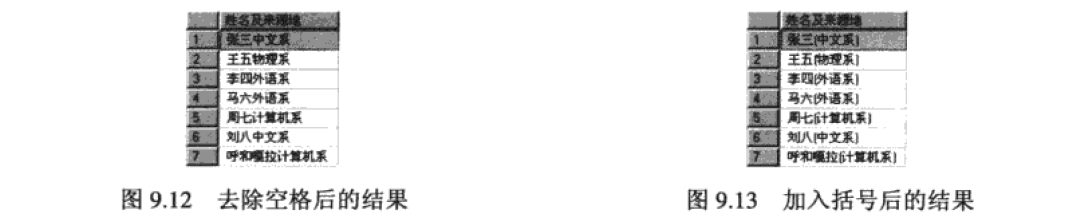 姓名及来源地
1 张三中文系
2 王五物理系
3 李四外语系
4 马六外语系
5 周七计算机系
6 刘八中文系
7 呼和嘎拉计算机系
图 9.12 去除空格后的结果
姓名及来源地
1 张三(中文系)
2 王五(物理系)
3 李四(外语系)
4 马六(外语系)
5 周七(计算机系)
6 刘八(中文系)
7 呼和嘎拉(计算机系)
图 9.13 加入括号后的结果